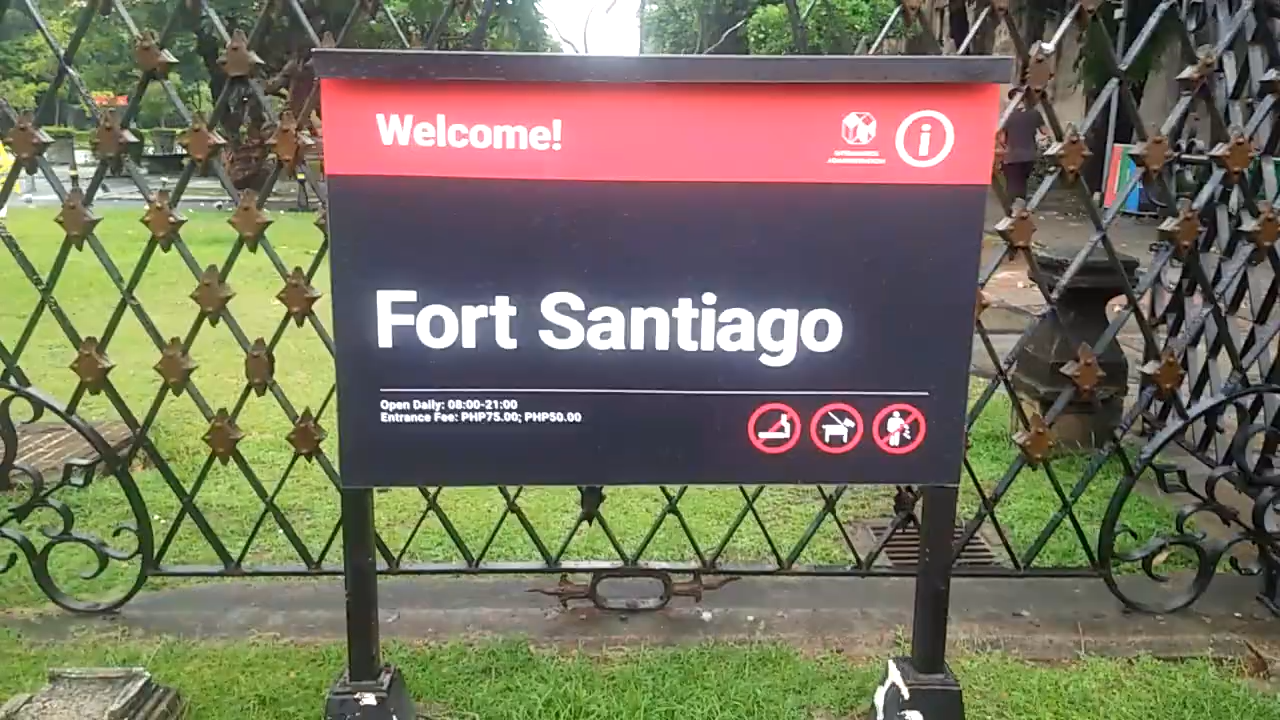 Welcome!
Fort Santiago
Open Daily: 08:00-21:00
Entrance Fee: PHP75.00; PHP50.00